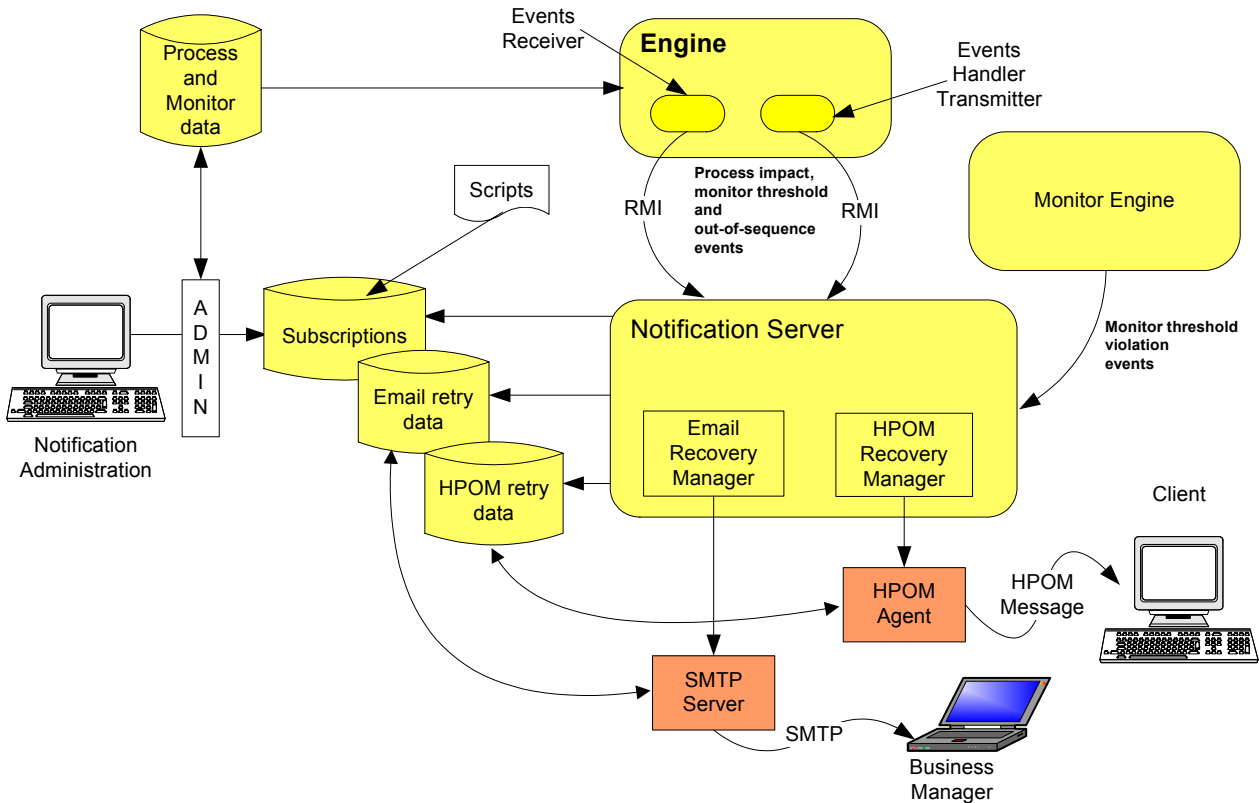 Events
Receiver
Engine
Events
Handler
Transmitter
Process
and
Monitor
data
Scripts
RMI
Process impact,
monitor threshold
and
out-of-sequence
events
RMI
Monitor Engine
A
D
M
I
N
Subscriptions
Notification Server
Monitor threshold
violation
events
Email retry
data
Email
Recovery
Manager
HPOM
Recovery
Manager
Notification
Administration
HPOM retry
data
Client
HPOM
Agent
HPOM
Message
SMTP
Server
SMTP
Business
Manager